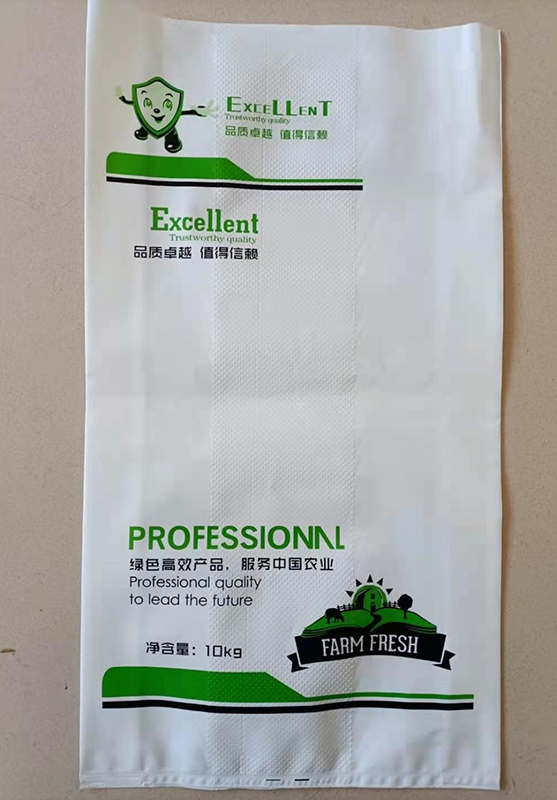 EXCELLENT
Trustworthy quality
品质卓越 值得信赖
Excellent
Trustworthy quality
品质卓越 值得信赖
PROFESSIONAL
绿色高效产品，服务中国农业
Professional quality
to lead the future
净含量：10kg
FARM FRESH